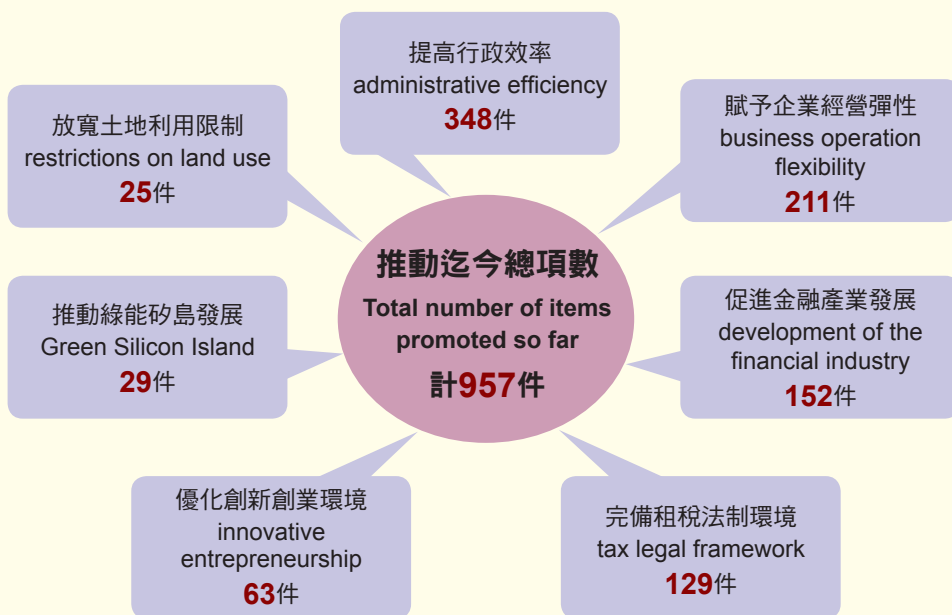 提高行政效率
administrative efficiency
348件
放寬土地利用限制
restrictions on land use
25件
賦予企業經營彈性
business operation
flexibility
211件
推動迄今總項數
Total number of items
promoted so far
計957件
推動綠能矽島發展
Green Silicon Island
29件
促進金融產業發展
development of the
financial industry
152件
優化創新創業環境
innovative
entrepreneurship
63件
完備租稅法制環境
tax legal framework
129件